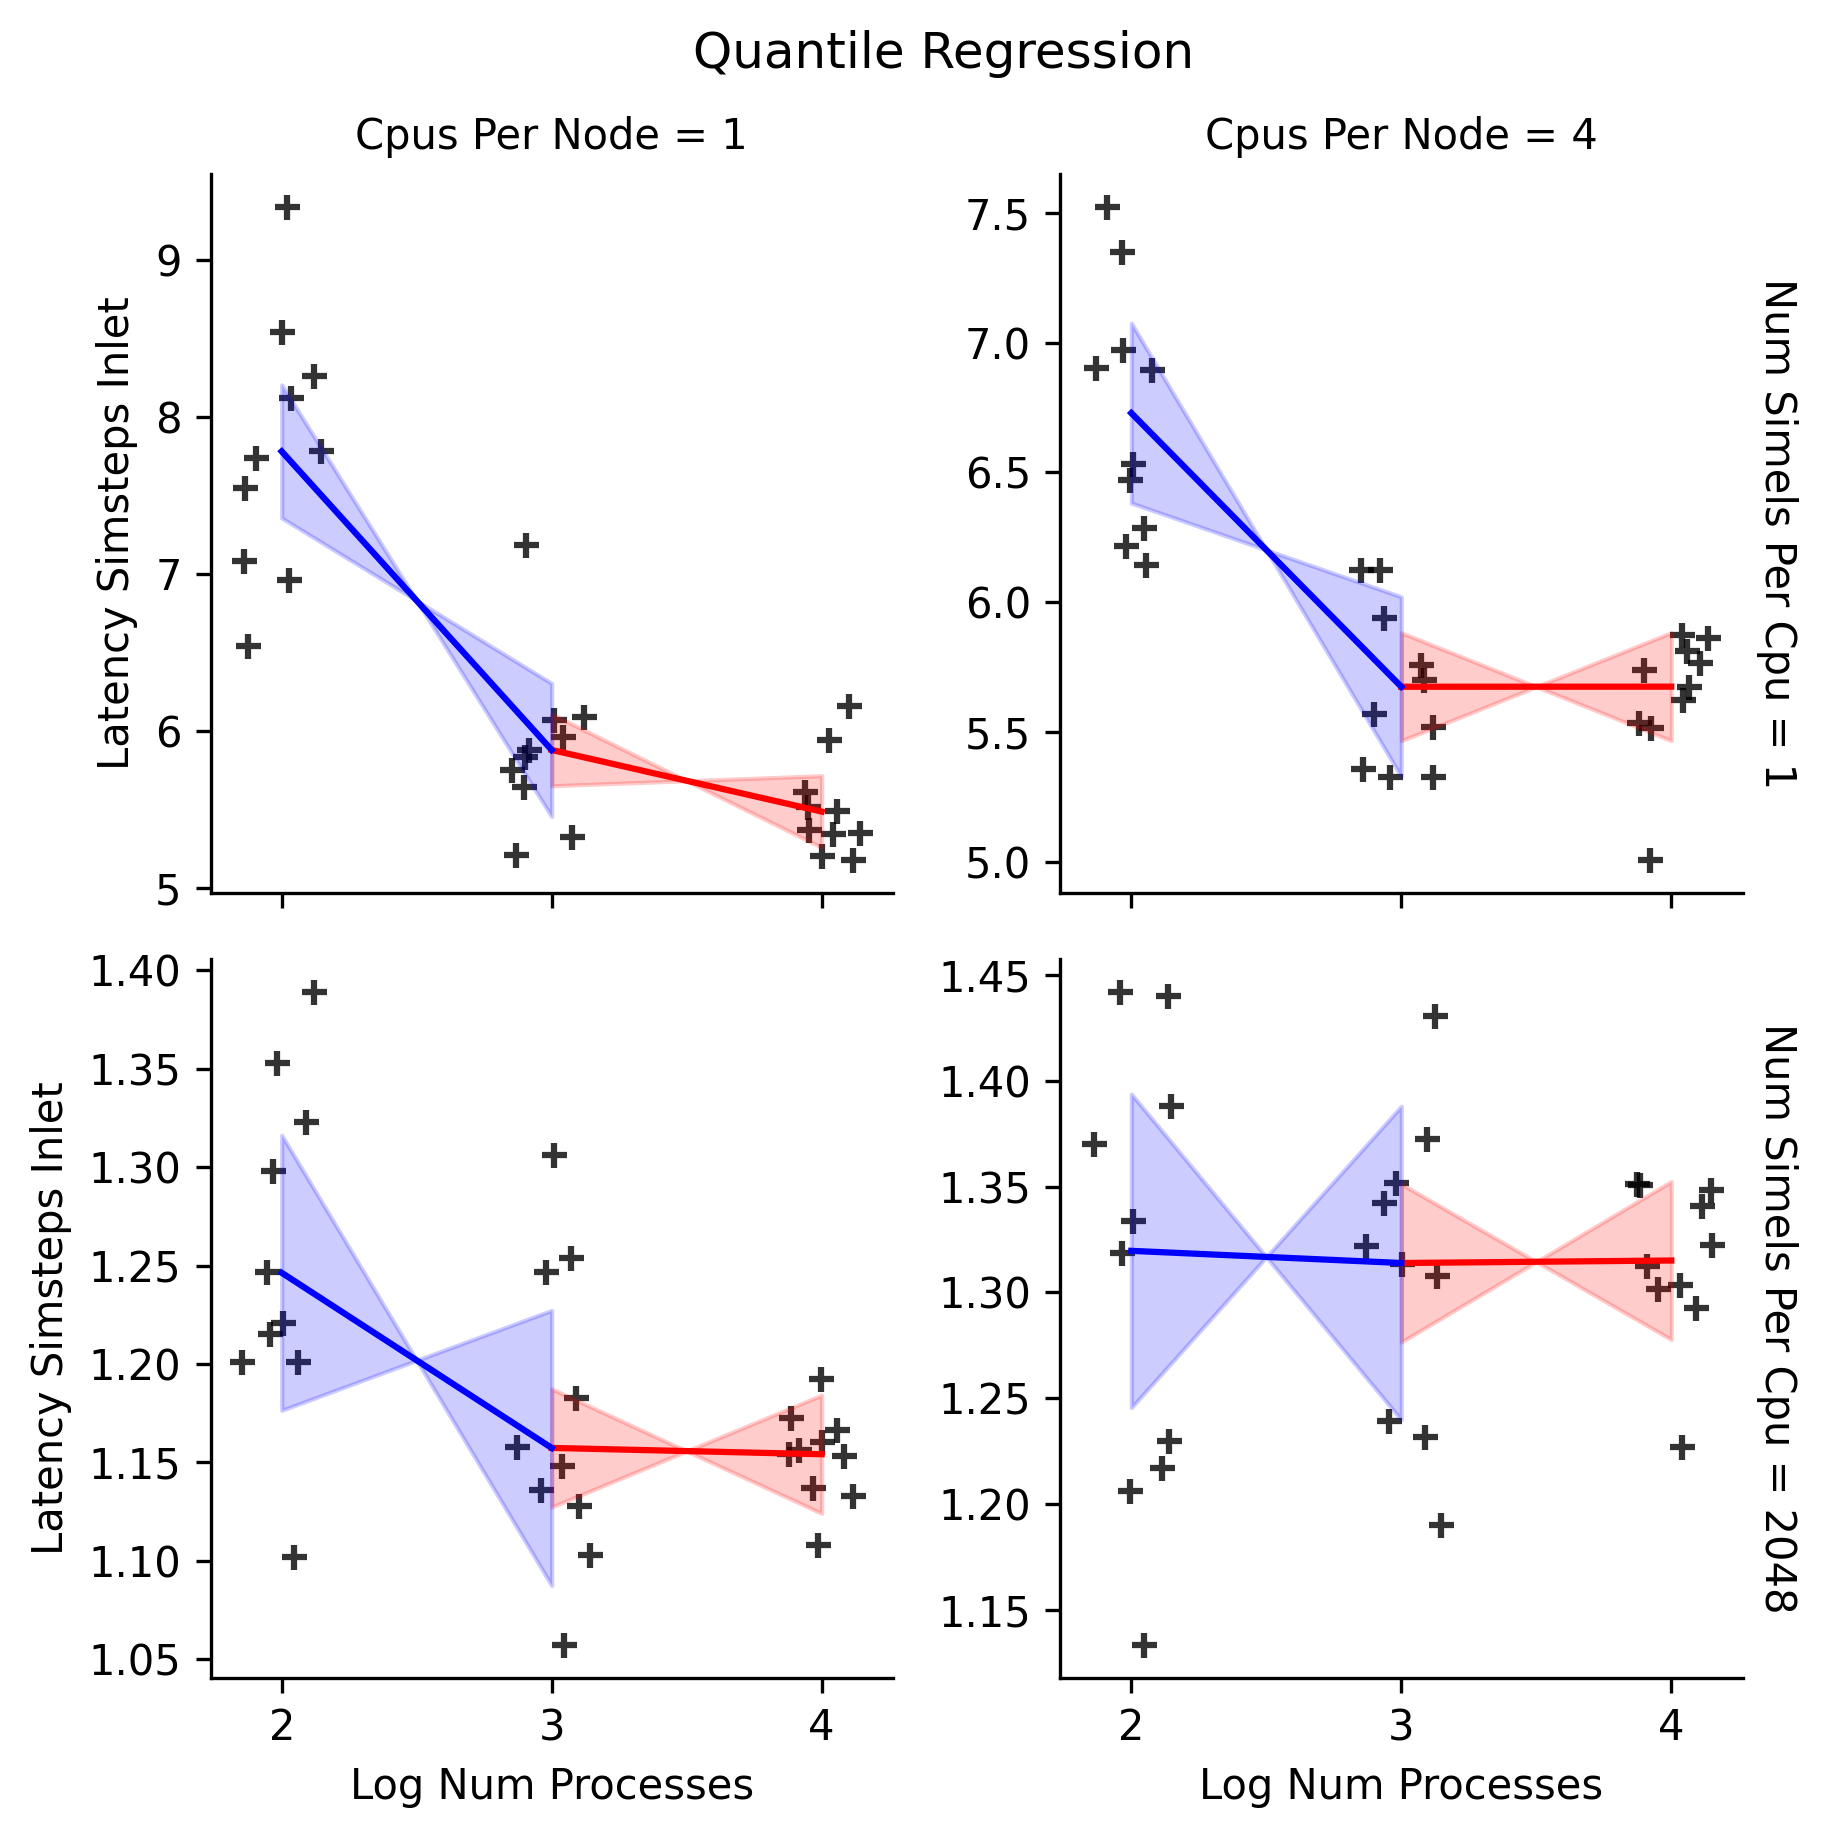 Quantile Regression
Cpus Per Node = 1
Cpus Per Node = 4
Latency Simsteps Inlet
9
8
7
6
5
7.5
7.0
6.5
6.0
5.5
5.0
Num Simels Per Cpu = 1
Latency Simsteps Inlet
1.40
1.35
1.30
1.25
1.20
1.15
1.10
1.05
2 3 4
Log Num Processes
1.45
1.40
1.35
1.30
1.25
1.20
1.15
2 3 4
Log Num Processes
Num Simels Per Cpu = 2048